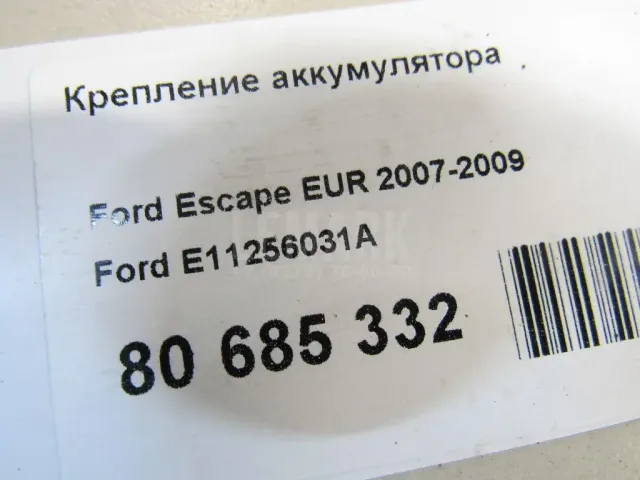 Крепление аккумулятора
Ford Escape EUR 2007-2009
Ford E11256031A
80 685 332